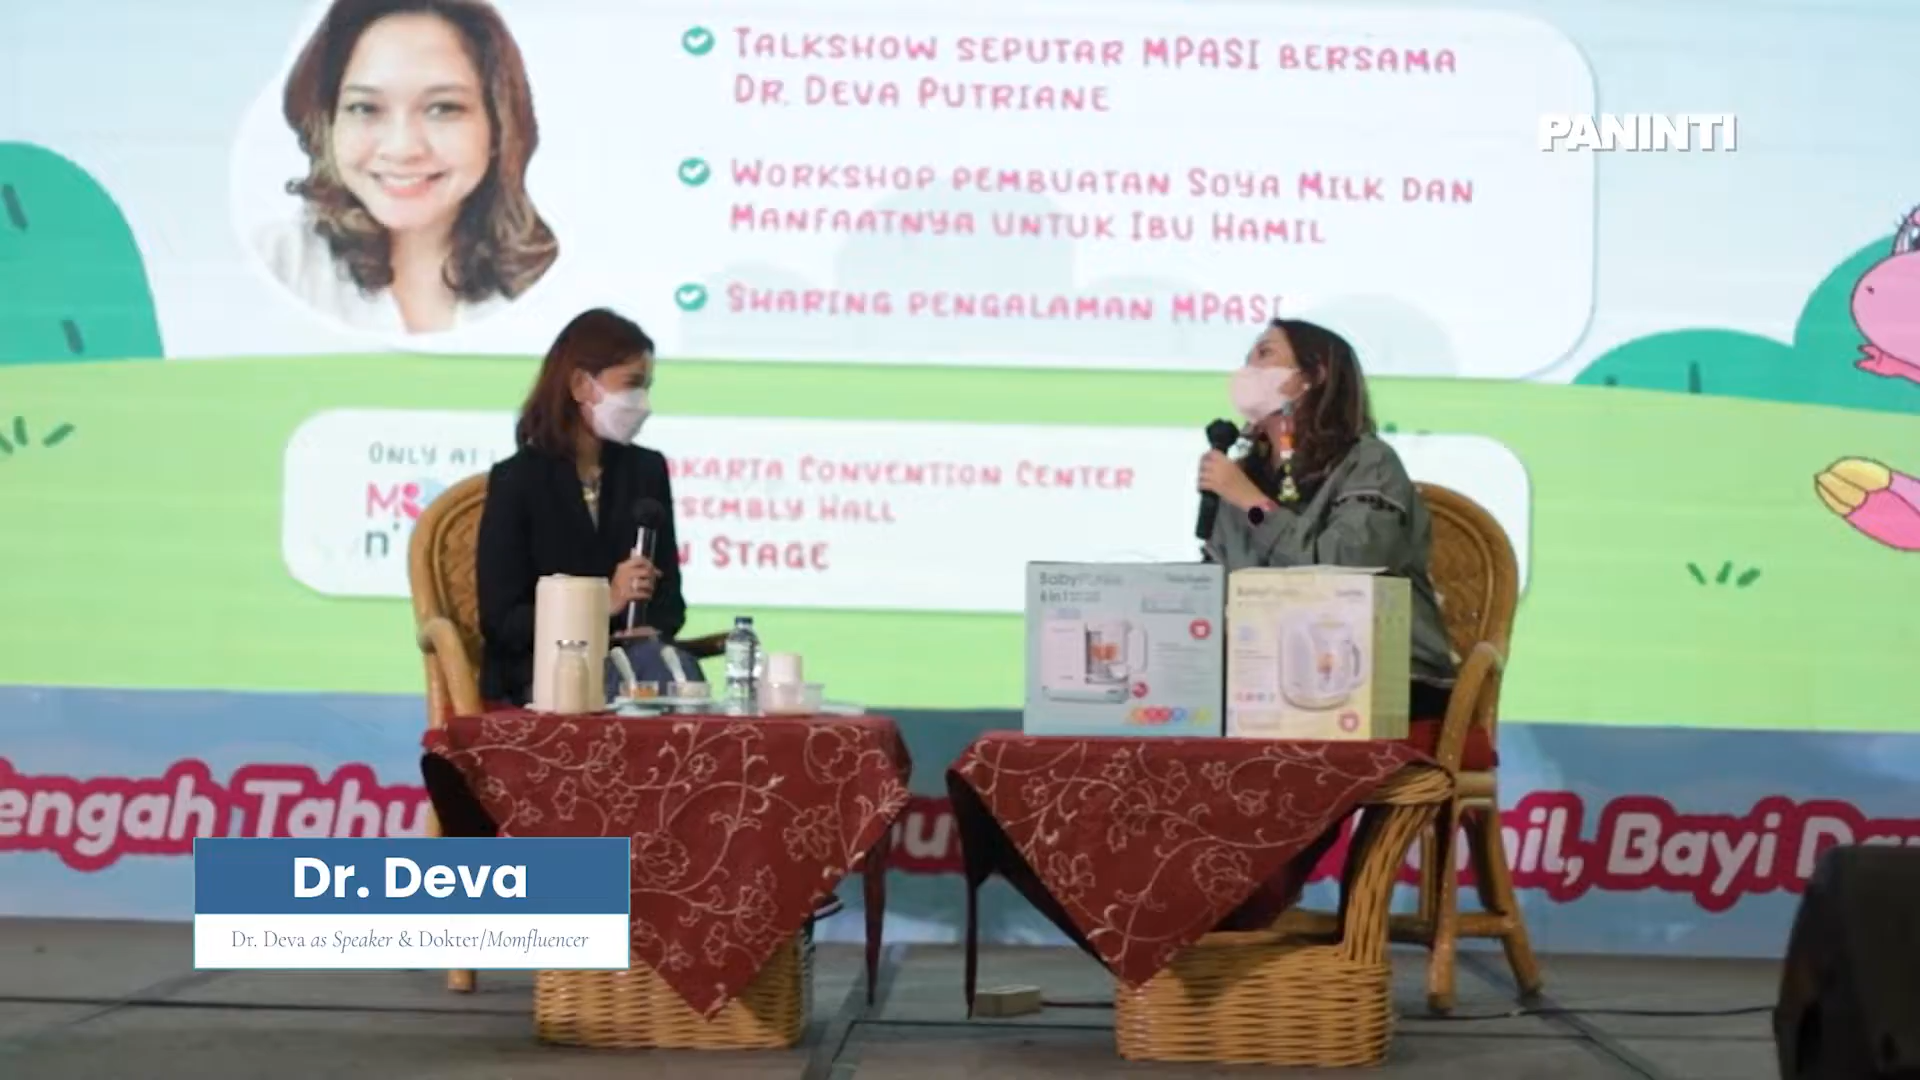 TALKSHOW SEPUTAR MPASI BERSAMA
DR. DEVA PUTRIANE
WORKSHOP PEMBUATAN SOYA MILK DAN
MANFAATNYA UNTUK IBU HAMIL
SHARING PENGALAMAN MPASI
PANINTI
ONLY AT
AKARTA CONVENTION CENTER
SEMBLY HALL
N STAGE
engah Tahu
mil, Bayi Da
Dr. Deva
Dr. Deva as Speaker & Dokter/Momfluencer